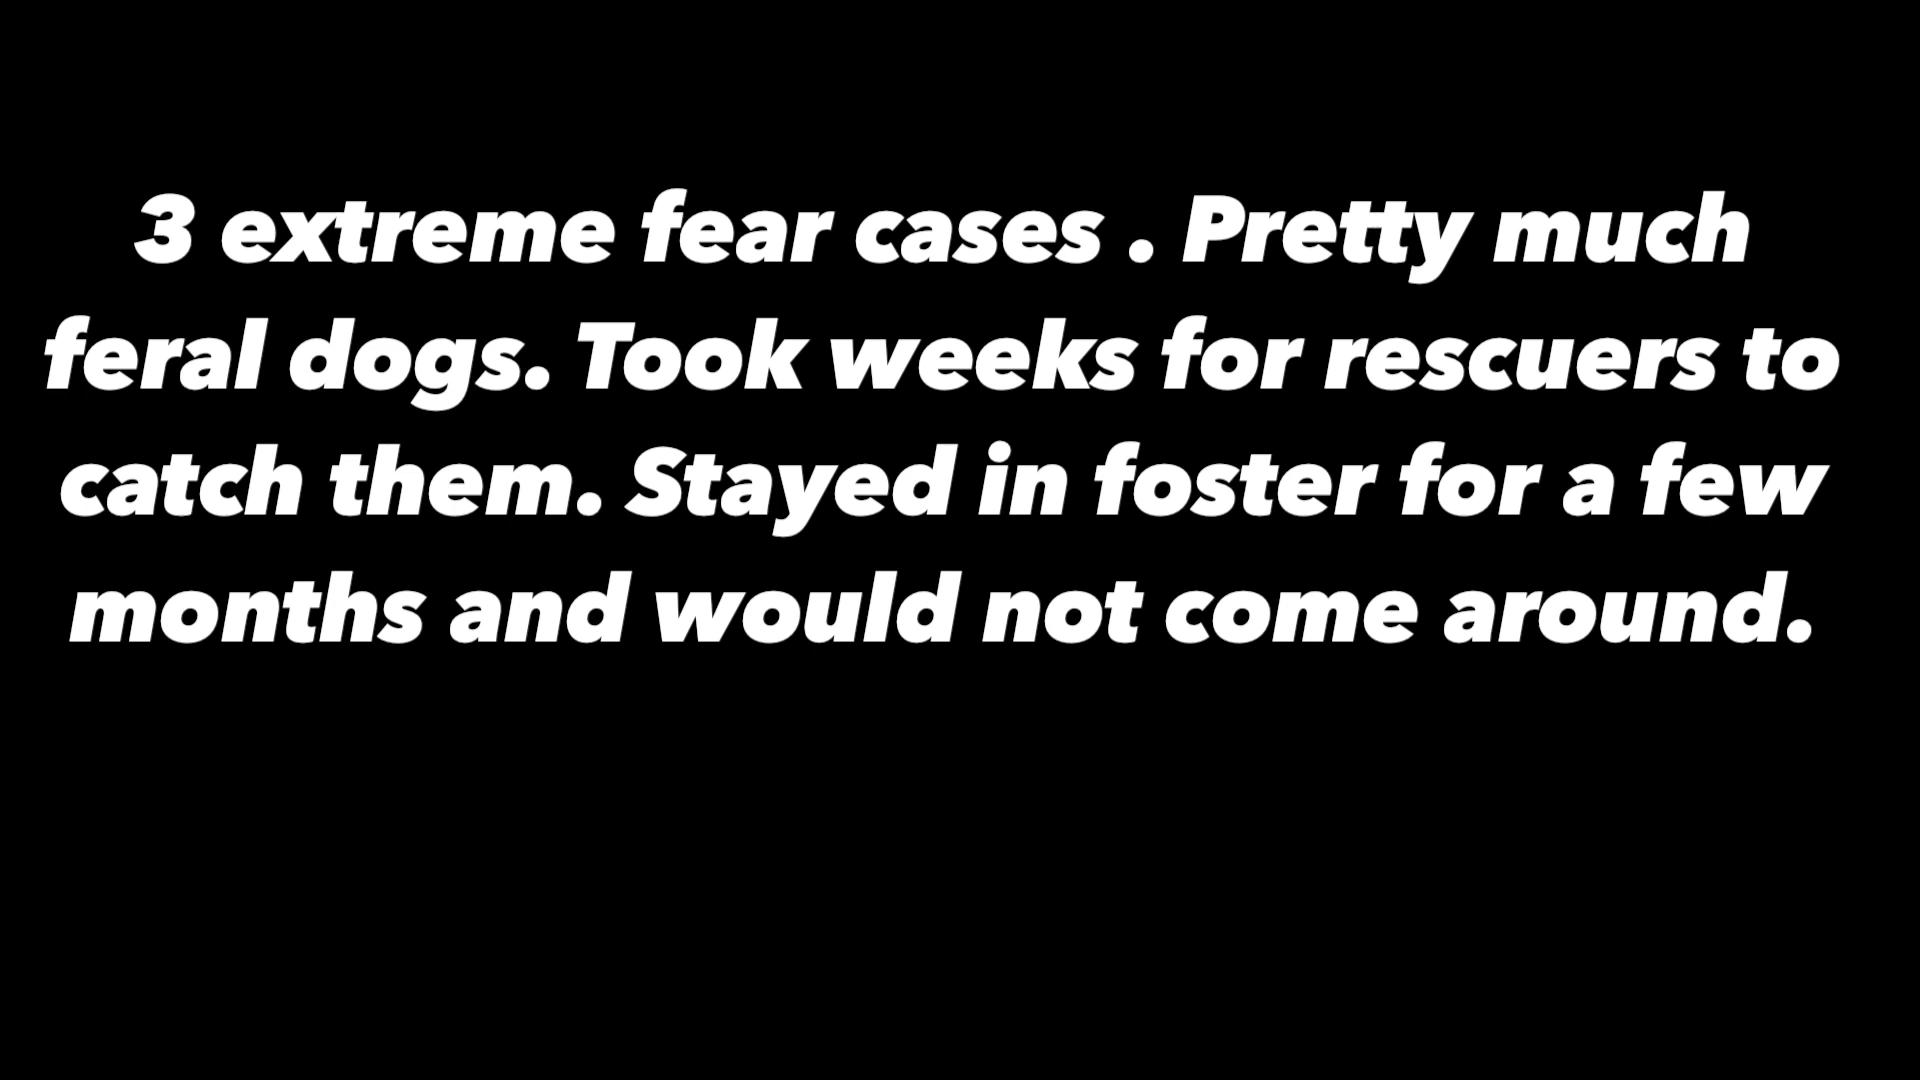 3 extreme fear cases . Pretty much
feral dogs. Took weeks for rescuers to
catch them. Stayed in foster for a few
months and would not come around.